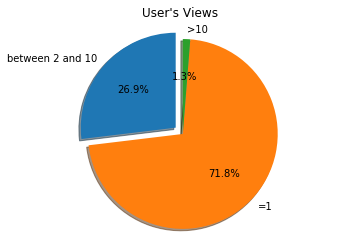 User's Views
>10
between 2 and 10
1.3%
26.9%
71.8%
=1